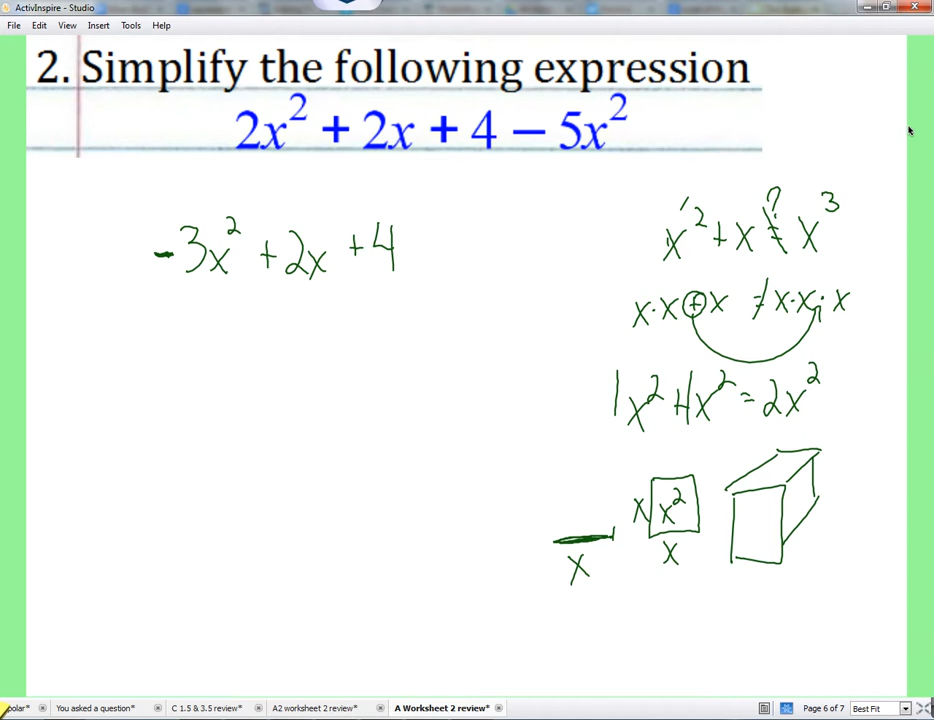 ActivInspire - Studio
File Edit View Insert Tools Help
2. Simplify the following expression
2x² + 2x + 4 − 5x²
-3x² + 2x + 4
x² + x ≠ x³
?
x·x + x ≠ x·x·x
1x² + 1x² = 2x²
x x²
x
x
polar* You asked a question* C 1.5 & 3.5 review* A2 worksheet 2 review* A Worksheet 2 review* Page 6 of 7 Best Fit